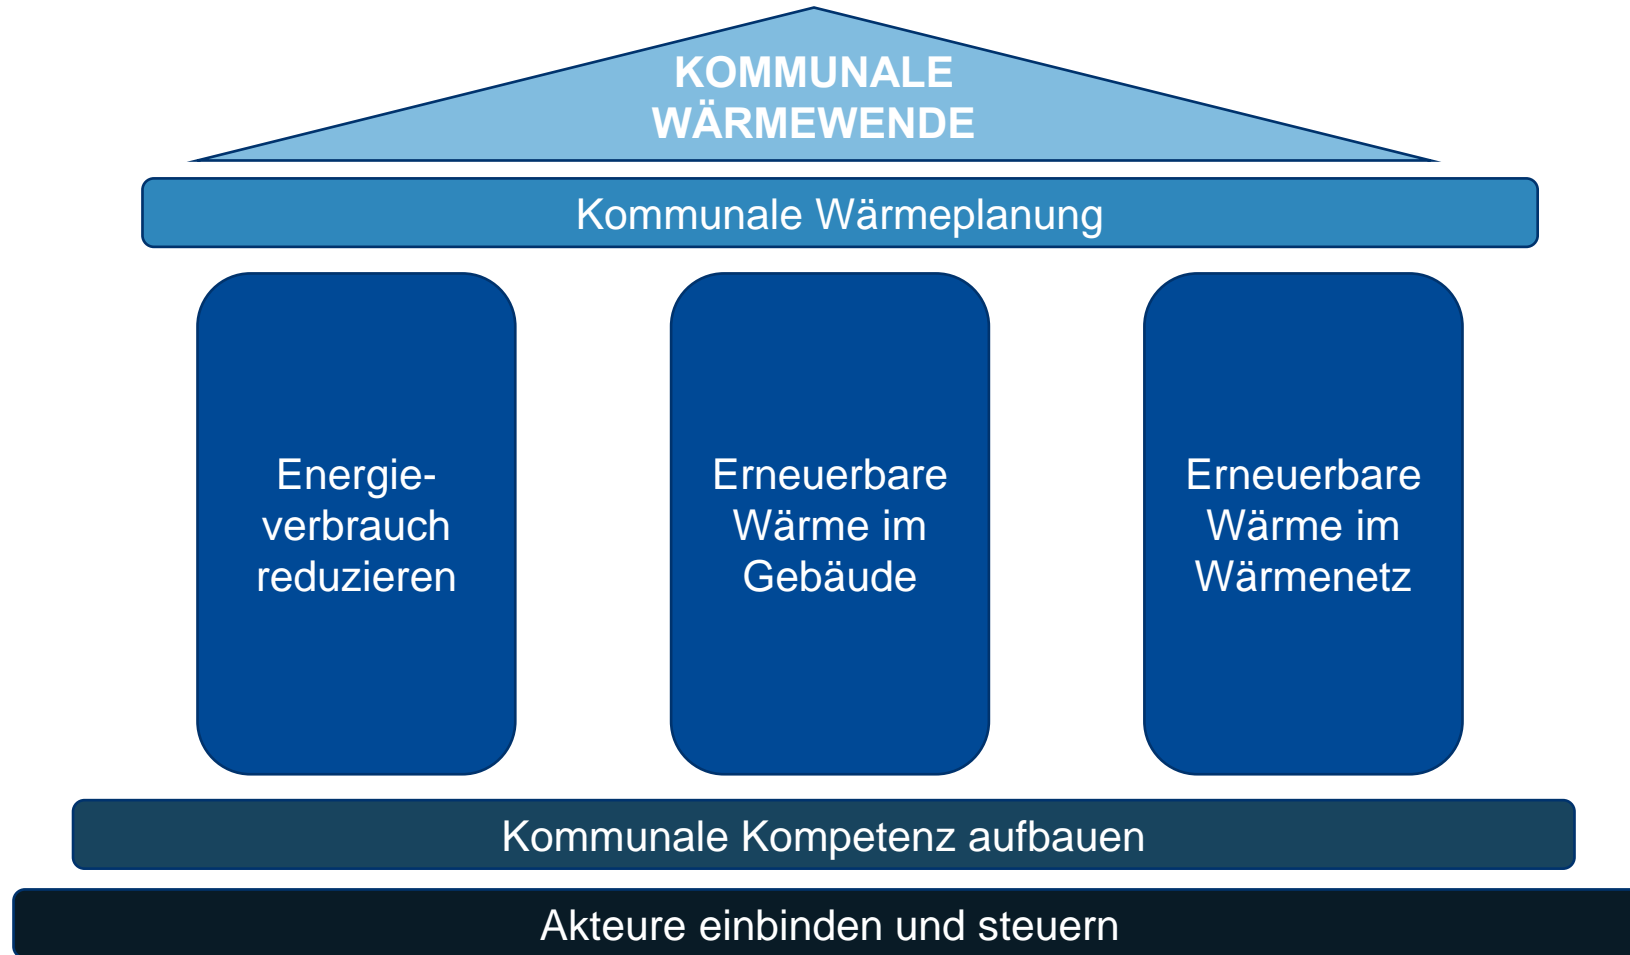 KOMMUNALE
WÄRMEWENDE
Kommunale Wärmeplanung
Energie-
verbrauch
reduzieren
Erneuerbare
Wärme im
Gebäude
Erneuerbare
Wärme im
Wärmenetz
Kommunale Kompetenz aufbauen
Akteure einbinden und steuern